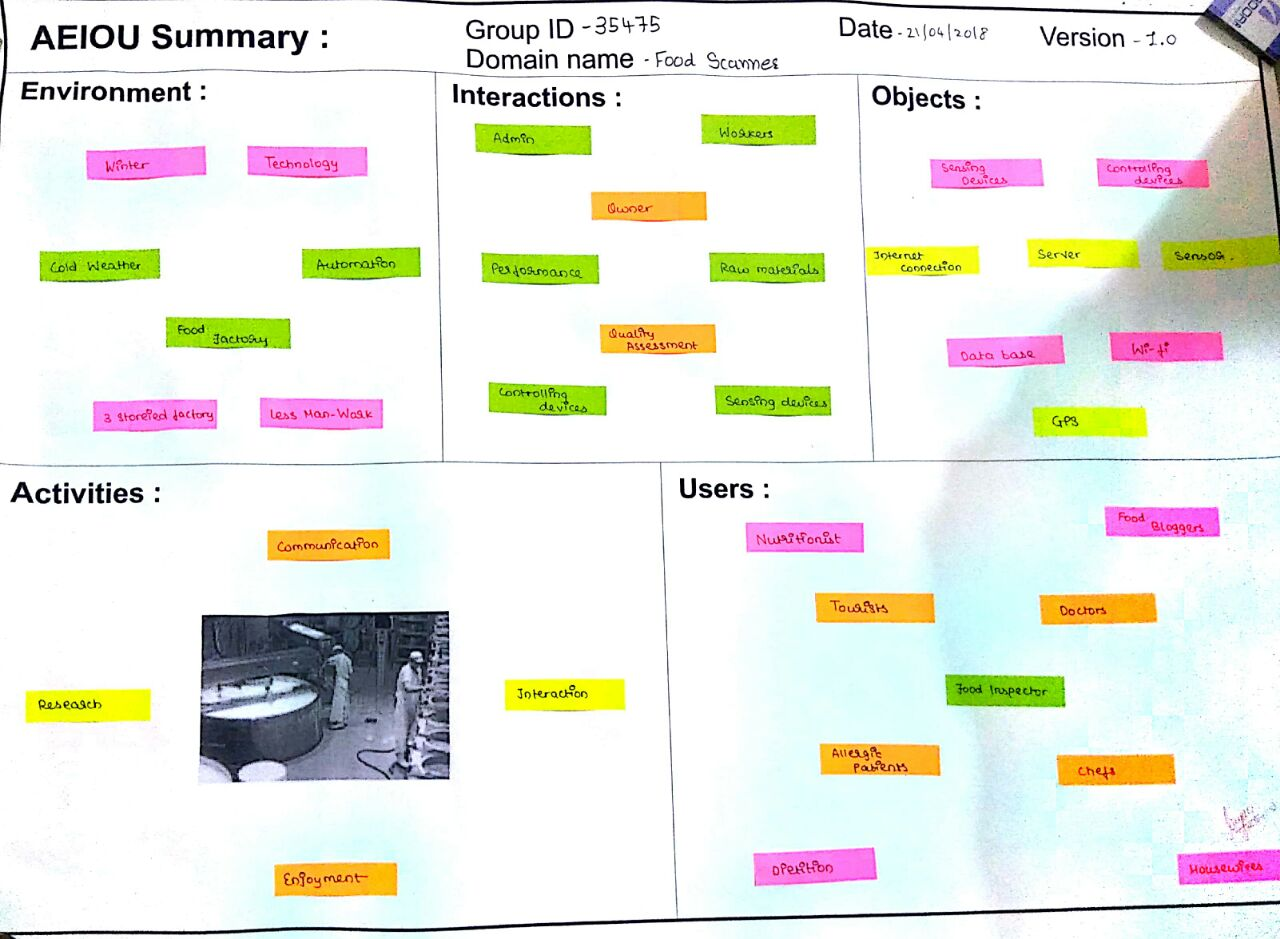 AEIOU Summary :
Group ID - 35475
Domain name - Food Scanner
Date - 21/04/2018
Version - 1.0
Environment :
Winter
Technology
Cold Weather
Automation
Food
Factory
3 storeied factory
Less Man-Work
Interactions :
Admin
Workers
Owner
Performance
Raw materials
Quality
Assessment
Controlling
devices
Sensing devices
Objects :
Sensing
Devices
Controlling
devices
Internet
Connection
Server
Sensor.
Data base
Wi-fi
GPS
Activities :
Communication
Research
Interaction
Enjoyment
Users :
Nutritionist
Food
Bloggers
Tourists
Doctors
Food Inspector
Allergic
Patients
Chefs
Dietition
Housewives